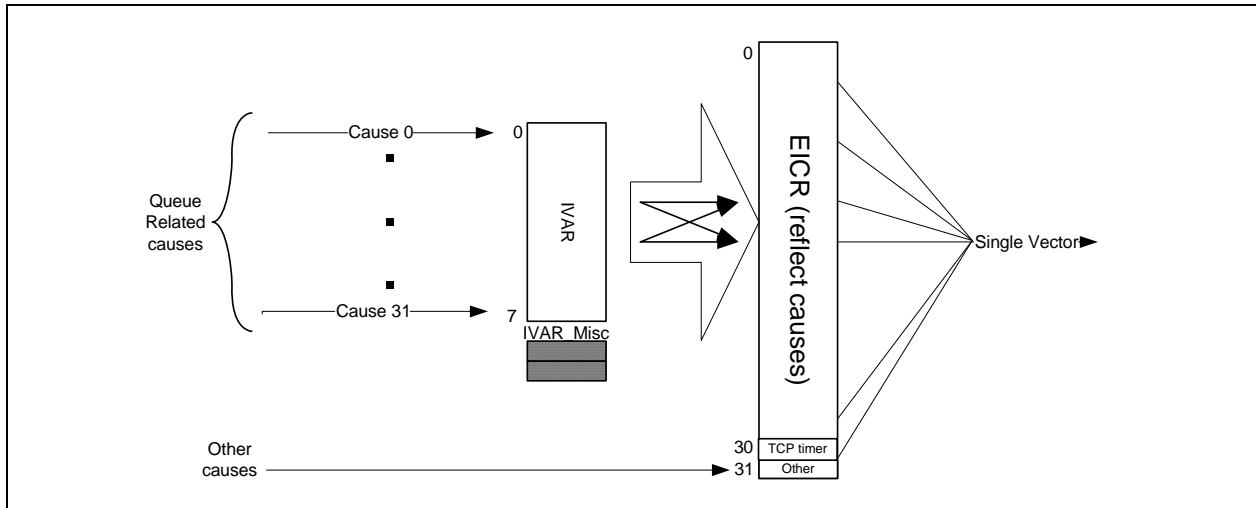 0
Cause 0
0
Queue
Related
causes
IVAR
EICR (reflect causes)
Single Vector
Cause 31
7
IVAR_Misc
Other
causes
30
TCP timer
31
Other